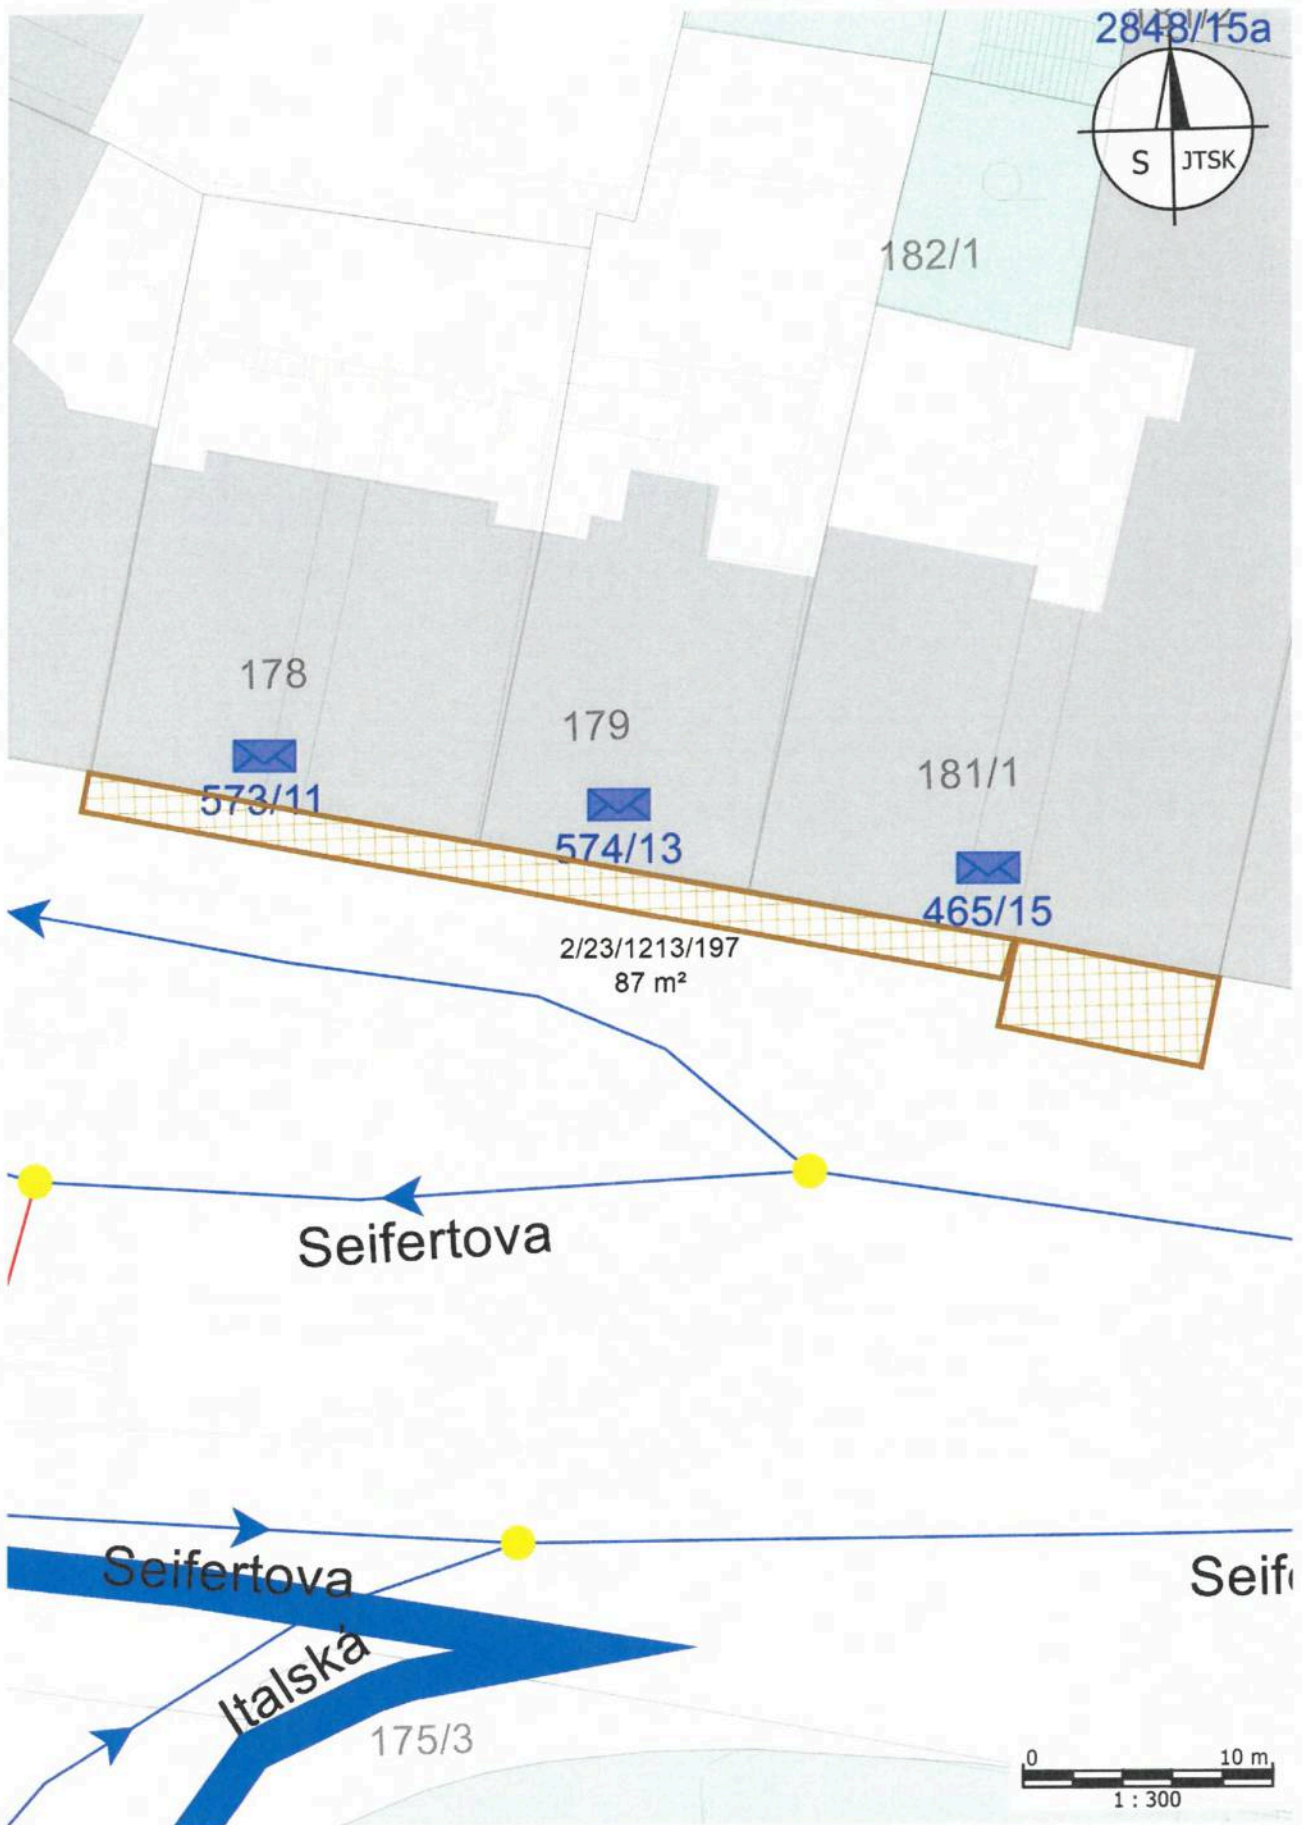 2848/15a
S JTSK
182/1
178
179
181/1
573/11
574/13
465/15
2/23/1213/197
87 m²
Seifertova
Seifertova
Seif
Italská
175/3
0 10 m
1 : 300